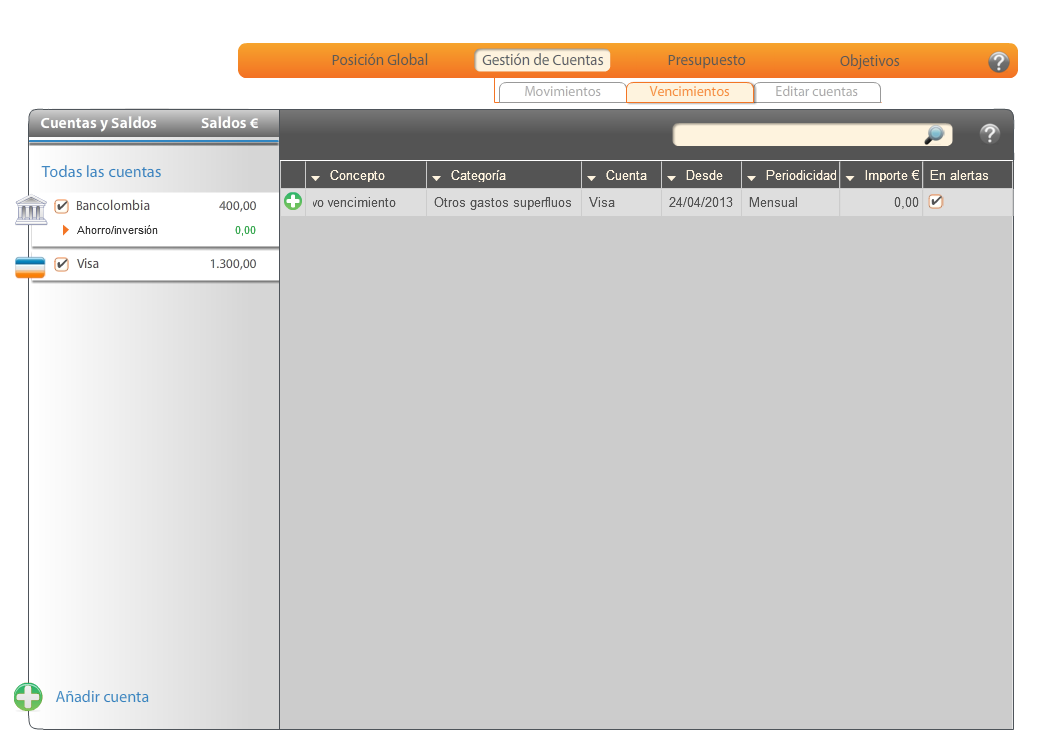 Posición Global Gestión de Cuentas Presupuesto Objetivos ?
Movimientos Vencimientos Editar cuentas
Cuentas y Saldos Saldos € ?
Todas las cuentas
Concepto Categoría Cuenta Desde Periodicidad Importe € En alertas
vo vencimiento Otros gastos superfluos Visa 24/04/2013 Mensual 0,00
Bancolombia 400,00
Ahorro/inversión 0,00
Visa 1.300,00
Añadir cuenta